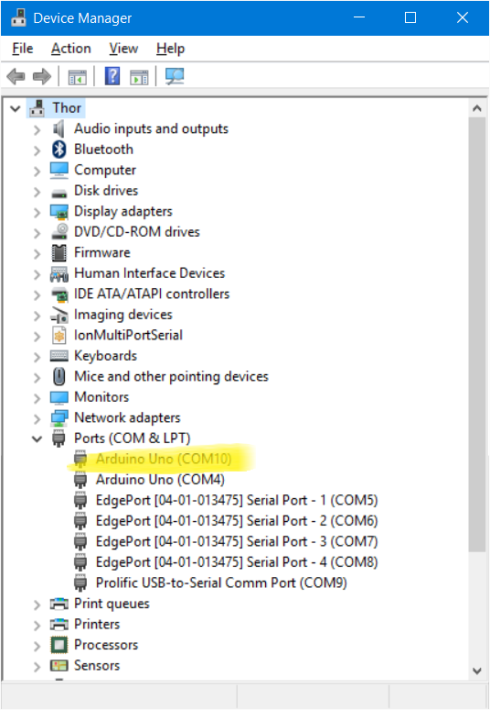 Device Manager
File Action View Help
Thor
Audio inputs and outputs
Bluetooth
Computer
Disk drives
Display adapters
DVD/CD-ROM drives
Firmware
Human Interface Devices
IDE ATA/ATAPI controllers
Imaging devices
IonMultiPortSerial
Keyboards
Mice and other pointing devices
Monitors
Network adapters
Ports (COM & LPT)
Arduino Uno (COM10)
Arduino Uno (COM4)
EdgePort [04-01-013475] Serial Port - 1 (COM5)
EdgePort [04-01-013475] Serial Port - 2 (COM6)
EdgePort [04-01-013475] Serial Port - 3 (COM7)
EdgePort [04-01-013475] Serial Port - 4 (COM8)
Prolific USB-to-Serial Comm Port (COM9)
Print queues
Printers
Processors
Sensors